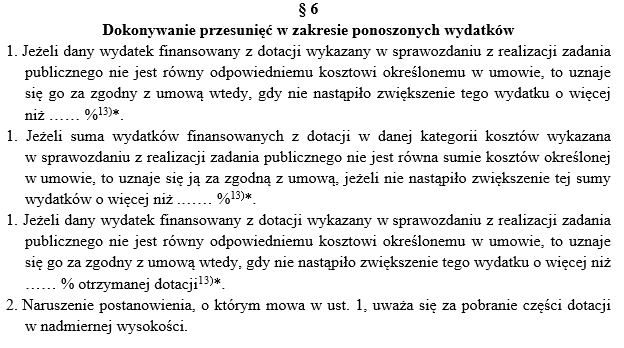 § 6
Dokonywanie przesunięć w zakresie ponoszonych wydatków
1. Jeżeli dany wydatek finansowany z dotacji wykazany w sprawozdaniu z realizacji zadania
publicznego nie jest równy odpowiedniemu kosztowi określonemu w umowie, to uznaje
się go za zgodny z umową wtedy, gdy nie nastąpiło zwiększenie tego wydatku o więcej
niż …… %¹³⁾*.
1. Jeżeli suma wydatków finansowanych z dotacji w danej kategorii kosztów wykazana
w sprawozdaniu z realizacji zadania publicznego nie jest równa sumie kosztów określonej
w umowie, to uznaje się ją za zgodną z umową, jeżeli nie nastąpiło zwiększenie tej sumy
wydatków o więcej niż ……. %¹³⁾*.
1. Jeżeli dany wydatek finansowany z dotacji wykazany w sprawozdaniu z realizacji zadania
publicznego nie jest równy odpowiedniemu kosztowi określonemu w umowie, to uznaje
się go za zgodny z umową wtedy, gdy nie nastąpiło zwiększenie tego wydatku o więcej niż
…… % otrzymanej dotacji¹³⁾*.
2. Naruszenie postanowienia, o którym mowa w ust. 1, uważa się za pobranie części dotacji
w nadmiernej wysokości.